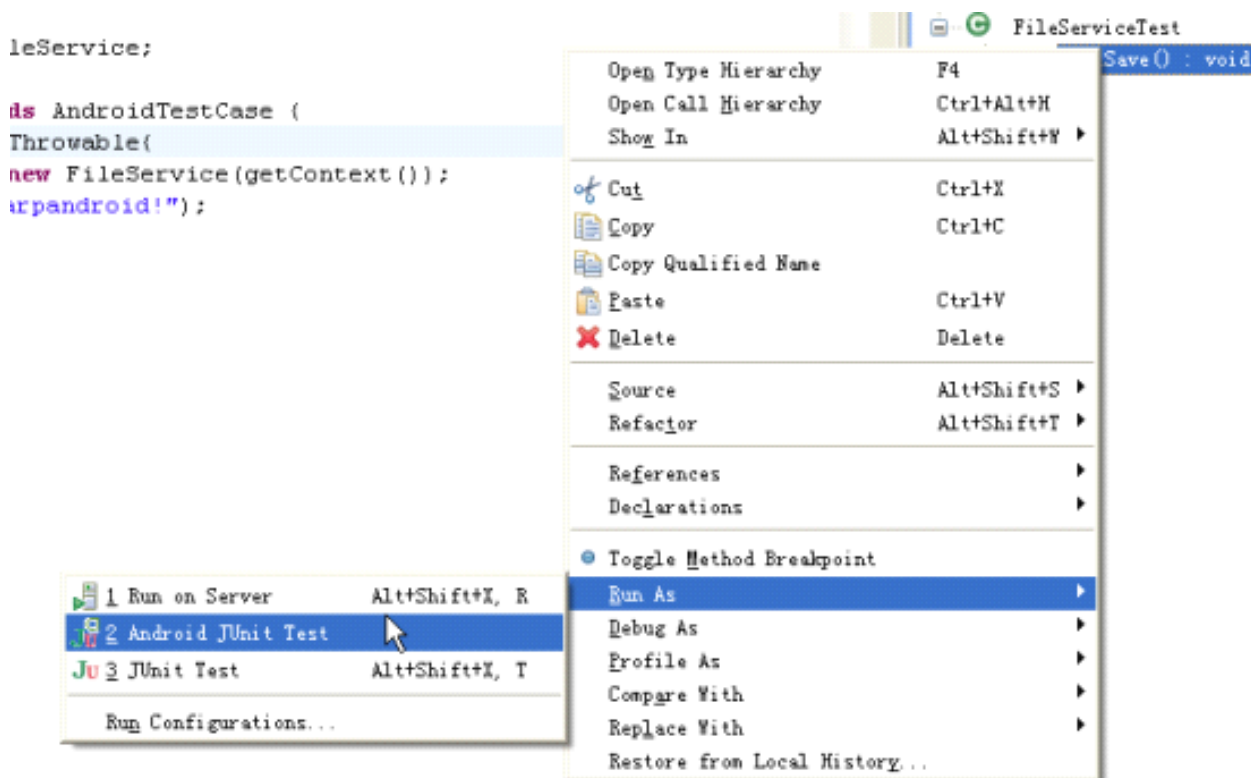 FileServiceTest
leService;
Save() : void
ds AndroidTestCase {
Throwable{
new FileService(getContext());
arpandroid!");
Open Type Hierarchy F4
Open Call Hierarchy Ctrl+Alt+H
Show In Alt+Shift+W
Cut Ctrl+X
Copy Ctrl+C
Copy Qualified Name
Paste Ctrl+V
Delete Delete
Source Alt+Shift+S
Refactor Alt+Shift+T
References
Declarations
Toggle Method Breakpoint
Run As
Debug As
Profile As
Compare With
Replace With
Restore from Local History...
1 Run on Server Alt+Shift+X, R
2 Android JUnit Test
Ju 3 JUnit Test Alt+Shift+X, T
Run Configurations...